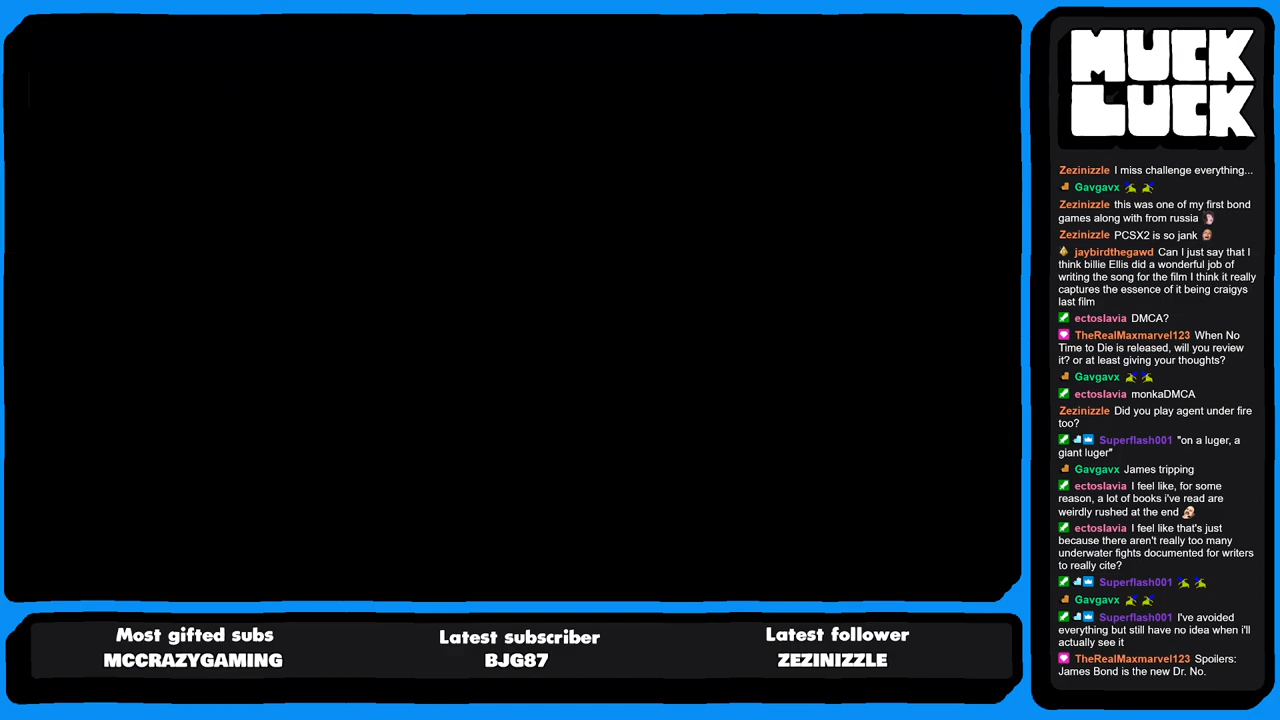 MUCK
LUCK
Zezinizzle I miss challenge everything...
Gavgavx
Zezinizzle this was one of my first bond
games along with from russia
Zezinizzle PCSX2 is so jank
jaybirdthegawd Can I just say that I
think billie Ellis did a wonderful job of
writing the song for the film I think it really
captures the essence of it being craigys
last film
ectoslavia DMCA?
TheRealMaxmarvel123 When No
Time to Die is released, will you review
it? or at least giving your thoughts?
Gavgavx
ectoslavia monkaDMCA
Zezinizzle Did you play agent under fire
too?
Superflash001 "on a luger, a
giant luger"
Gavgavx James tripping
ectoslavia I feel like, for some
reason, a lot of books i've read are
weirdly rushed at the end
ectoslavia I feel like that's just
because there aren't really too many
underwater fights documented for writers
to really cite?
Superflash001
Gavgavx
Superflash001 I've avoided
everything but still have no idea when i'll
actually see it
TheRealMaxmarvel123 Spoilers:
James Bond is the new Dr. No.
Most gifted subs
MCCRAZYGAMING
Latest subscriber
BJG87
Latest follower
ZEZINIZZLE